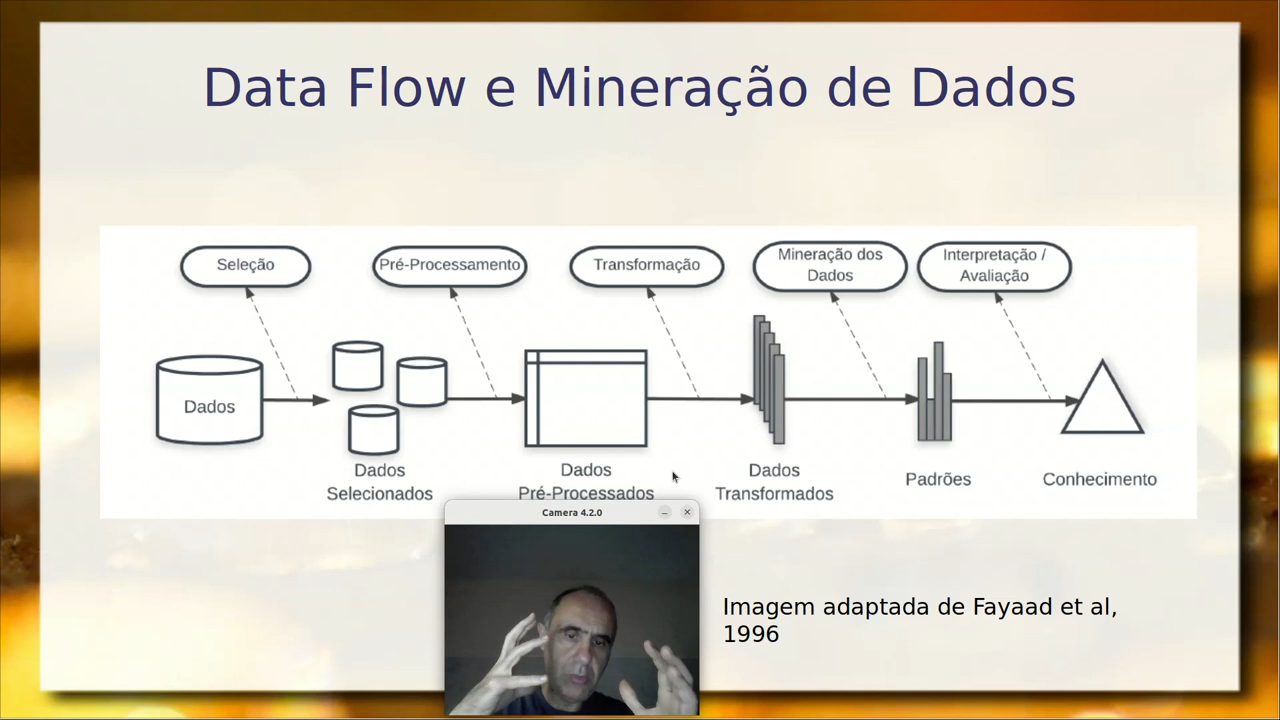 Data Flow e Mineração de Dados
Seleção
Pré-Processamento
Transformação
Mineração dos
Dados
Interpretação /
Avaliação
Dados
Dados
Selecionados
Dados
Pré-Processados
Dados
Transformados
Padrões
Conhecimento
Camera 4.2.0
Imagem adaptada de Fayaad et al,
1996